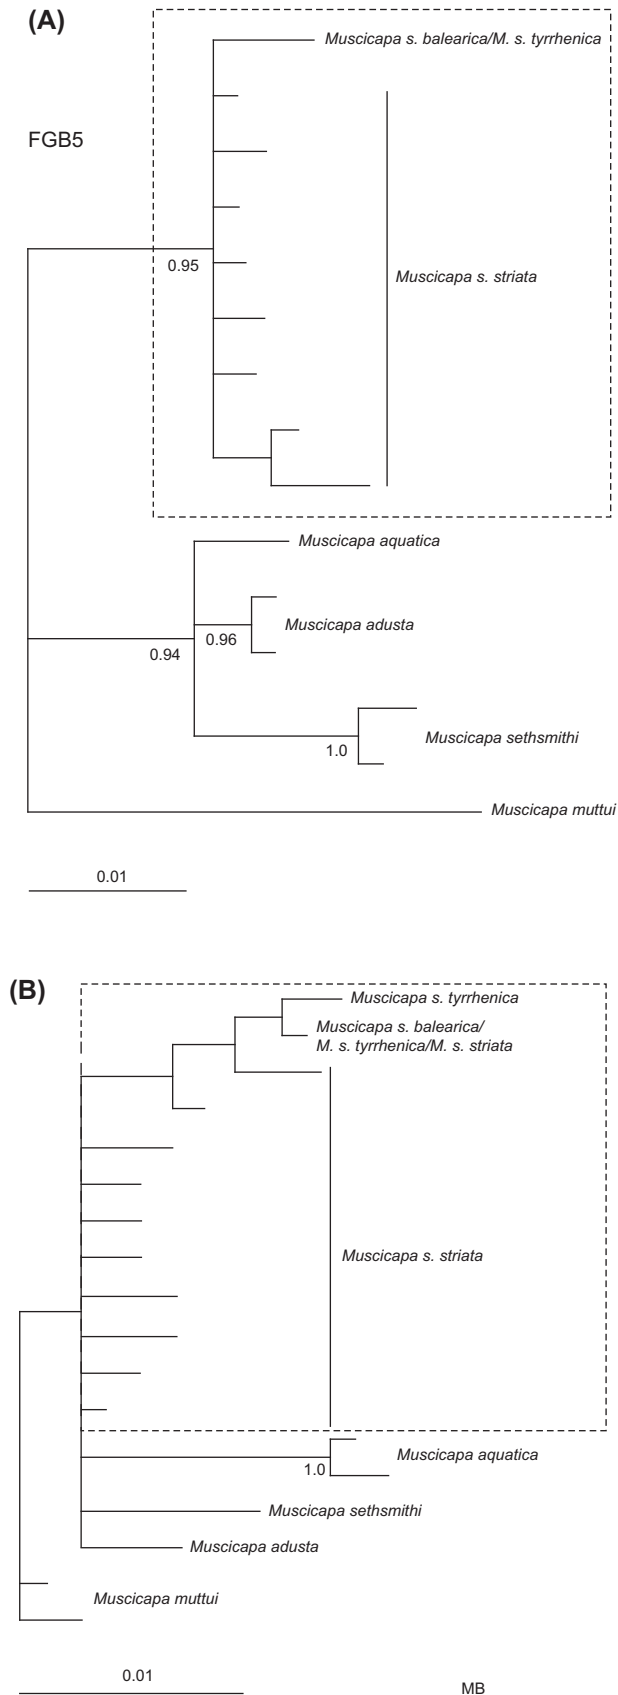 (A)
Muscicapa s. balearica/M. s. tyrrhenica
FGB5
0.95
Muscicapa s. striata
Muscicapa aquatica
Muscicapa adusta
0.96
0.94
Muscicapa sethsmithi
1.0
Muscicapa muttui
0.01
(B)
Muscicapa s. tyrrhenica
Muscicapa s. balearica/
M. s. tyrrhenica/M. s. striata
Muscicapa s. striata
Muscicapa aquatica
1.0
Muscicapa sethsmithi
Muscicapa adusta
Muscicapa muttui
0.01
MB